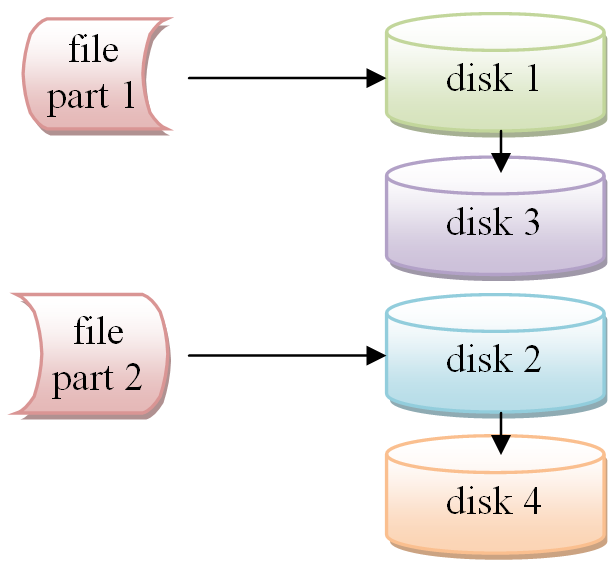 file
part 1
disk 1
disk 3
file
part 2
disk 2
disk 4